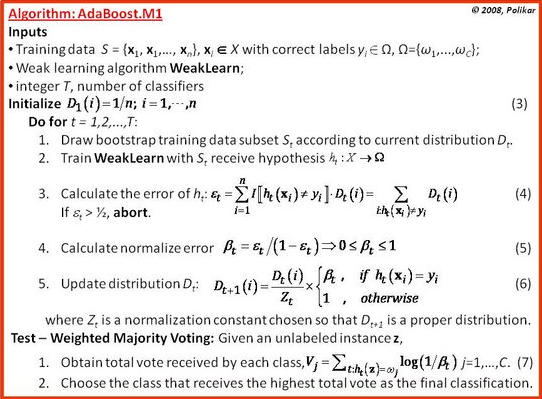 Algorithm: AdaBoost.M1 © 2008, Polikar
Inputs
• Training data S = {x₁, x₁,..., xₙ}, xᵢ ∈ X with correct labels yᵢ ∈ Ω, Ω={ω₁,...,ω_C};
• Weak learning algorithm WeakLearn;
• integer T, number of classifiers
Initialize D₁(i)=1/n; i=1,···,n (3)
Do for t = 1,2,...,T:
1. Draw bootstrap training data subset Sₜ according to current distribution Dₜ.
2. Train WeakLearn with Sₜ receive hypothesis hₜ : X → Ω
3. Calculate the error of hₜ: εₜ = ∑_{i=1}^{n} I⟦hₜ(xᵢ) ≠ yᵢ⟧ · Dₜ(i) = ∑_{i:hₜ(xᵢ)≠yᵢ} Dₜ(i) (4)
If εₜ > ½, abort.
4. Calculate normalize error βₜ = εₜ/(1−εₜ) ⇒ 0 ≤ βₜ ≤ 1 (5)
5. Update distribution Dₜ: Dₜ₊₁(i) = Dₜ(i)/Zₜ × { βₜ , if hₜ(xᵢ) = yᵢ (6)
1 , otherwise
where Zₜ is a normalization constant chosen so that Dₜ₊₁ is a proper distribution.
Test – Weighted Majority Voting: Given an unlabeled instance z,
1. Obtain total vote received by each class, Vⱼ = ∑_{t:hₜ(z)=ωⱼ} log(1/βₜ) j=1,...,C. (7)
2. Choose the class that receives the highest total vote as the final classification.